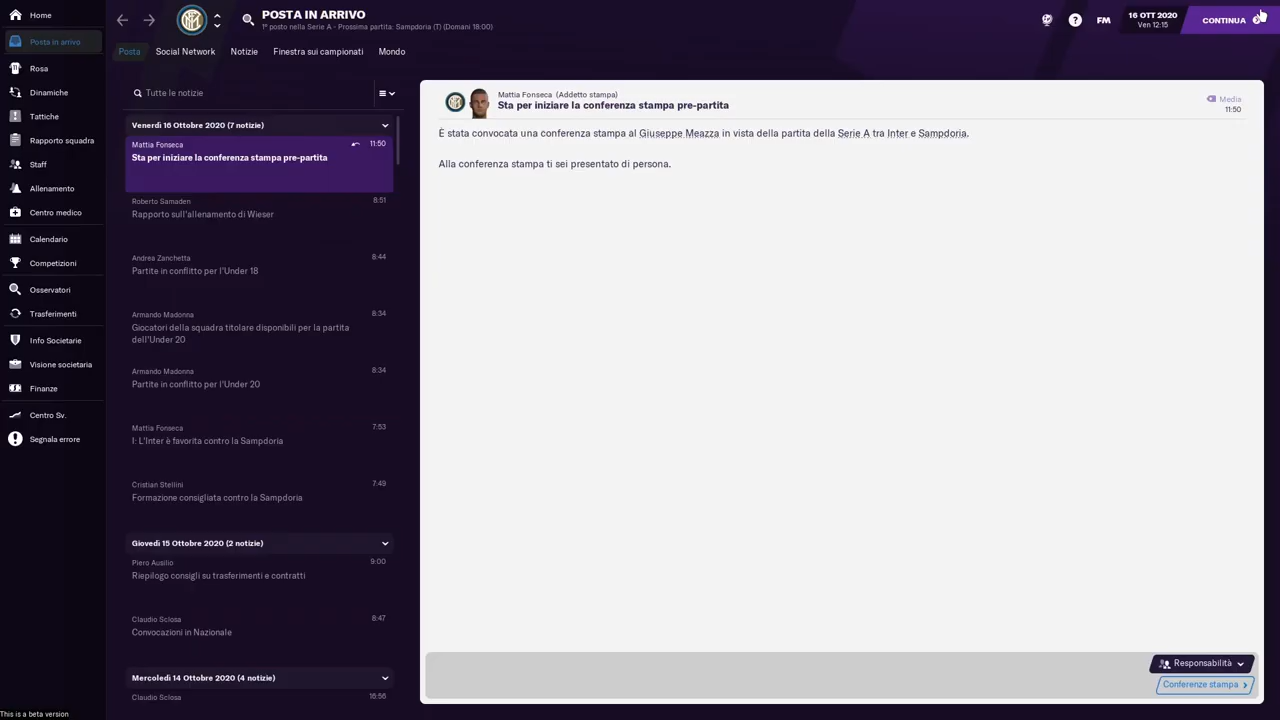 Home
Posta in arrivo
Rosa
Dinamiche
Tattiche
Rapporto squadra
Staff
Allenamento
Centro medico
Calendario
Competizioni
Osservatori
Trasferimenti
Info Societarie
Visione societaria
Finanze
Centro Sv.
Segnala errore
This is a beta version
POSTA IN ARRIVO
1º posto nella Serie A - Prossima partita: Sampdoria (T) (Domani 18:00)
FM
16 OTT 2020
Ven 12:15
CONTINUA
Posta Social Network Notizie Finestra sui campionati Mondo
Tutte le notizie
Venerdì 16 Ottobre 2020 (7 notizie)
Mattia Fonseca 11:50
Sta per iniziare la conferenza stampa pre-partita
Roberto Samaden 8:51
Rapporto sull'allenamento di Wieser
Andrea Zanchetta 8:44
Partite in conflitto per l'Under 18
Armando Madonna 8:34
Giocatori della squadra titolare disponibili per la partita
dell'Under 20
Armando Madonna 8:34
Partite in conflitto per l'Under 20
Mattia Fonseca 7:53
I: L'Inter è favorita contro la Sampdoria
Cristian Stellini 7:49
Formazione consigliata contro la Sampdoria
Giovedì 15 Ottobre 2020 (2 notizie)
Piero Ausilio 9:00
Riepilogo consigli su trasferimenti e contratti
Claudio Sclosa 8:47
Convocazioni in Nazionale
Mercoledì 14 Ottobre 2020 (4 notizie)
Claudio Sclosa 16:56
Mattia Fonseca (Addetto stampa)
Sta per iniziare la conferenza stampa pre-partita
Media
11:50
È stata convocata una conferenza stampa al Giuseppe Meazza in vista della partita della Serie A tra Inter e Sampdoria.
Alla conferenza stampa ti sei presentato di persona.
Responsabilità
Conferenze stampa